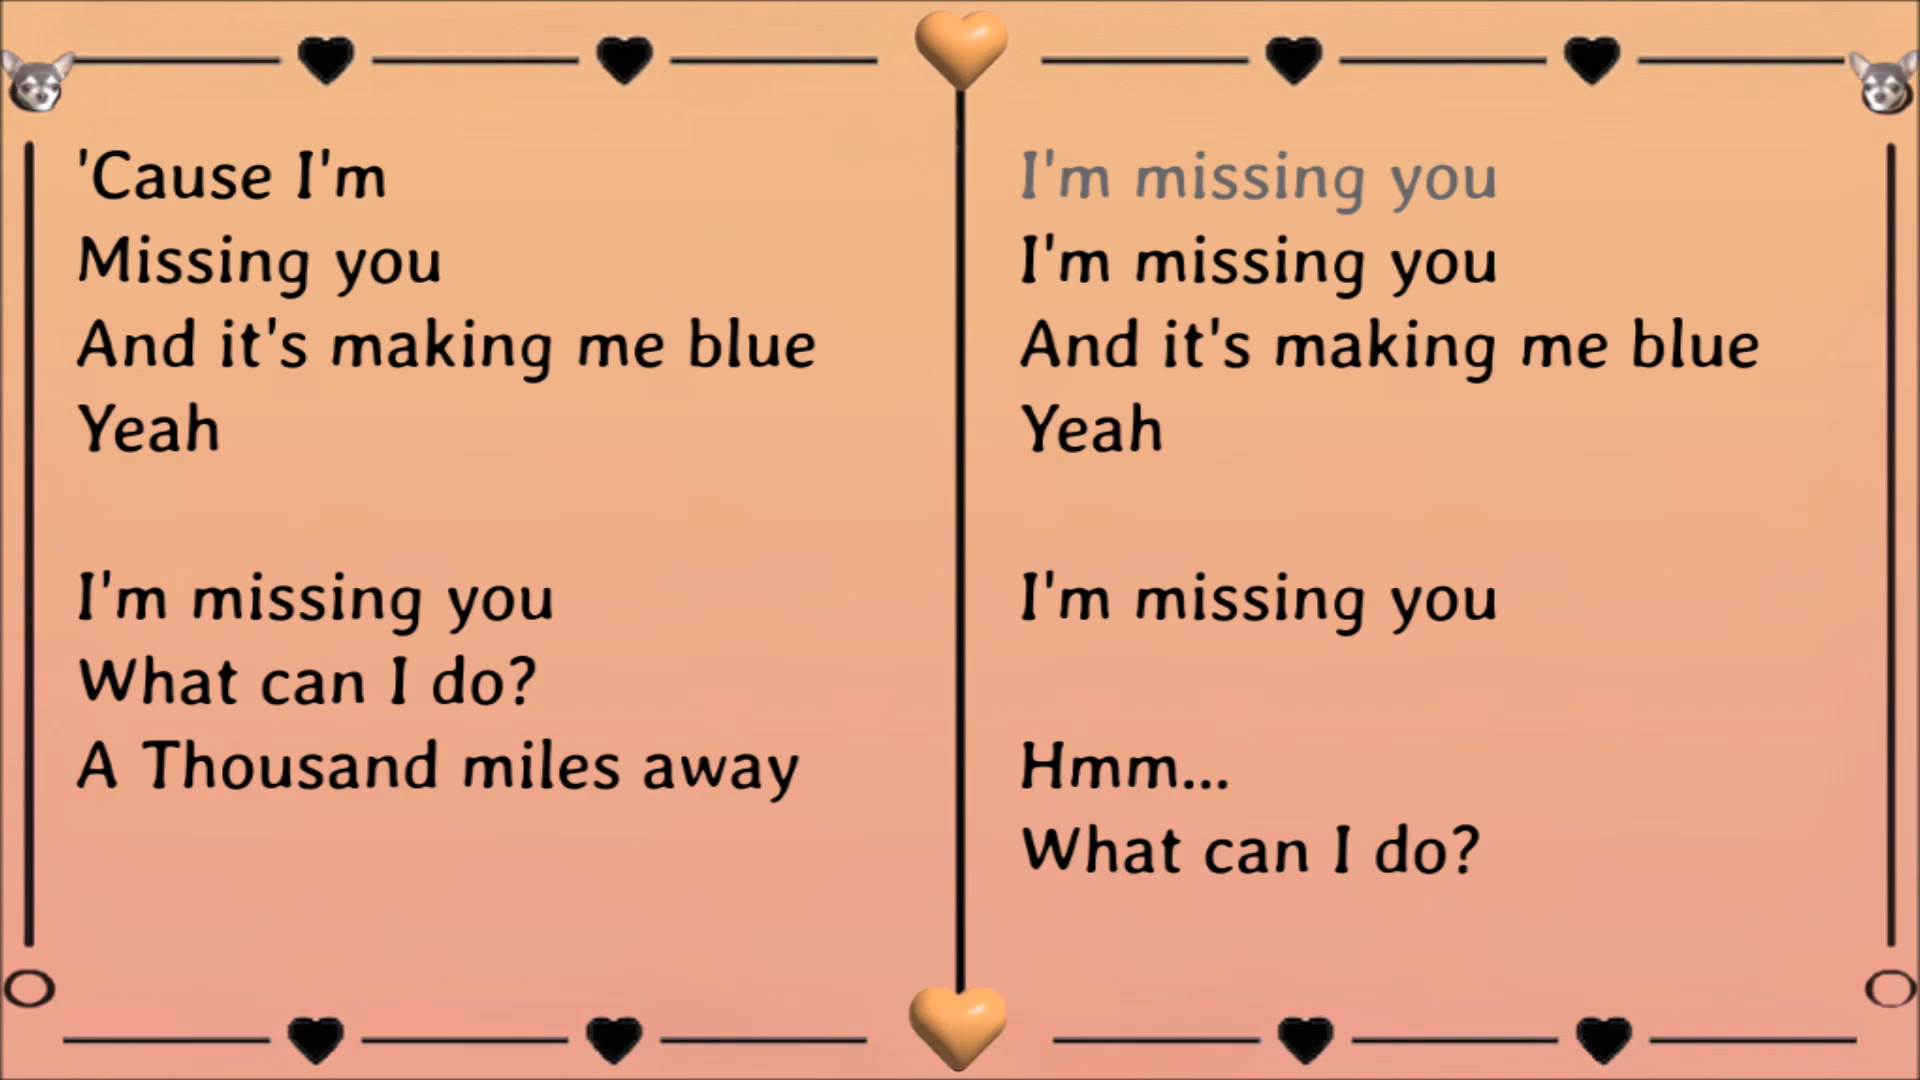 'Cause I'm
Missing you
And it's making me blue
Yeah
I'm missing you
What can I do?
A Thousand miles away
I'm missing you
I'm missing you
And it's making me blue
Yeah
I'm missing you
Hmm...
What can I do?